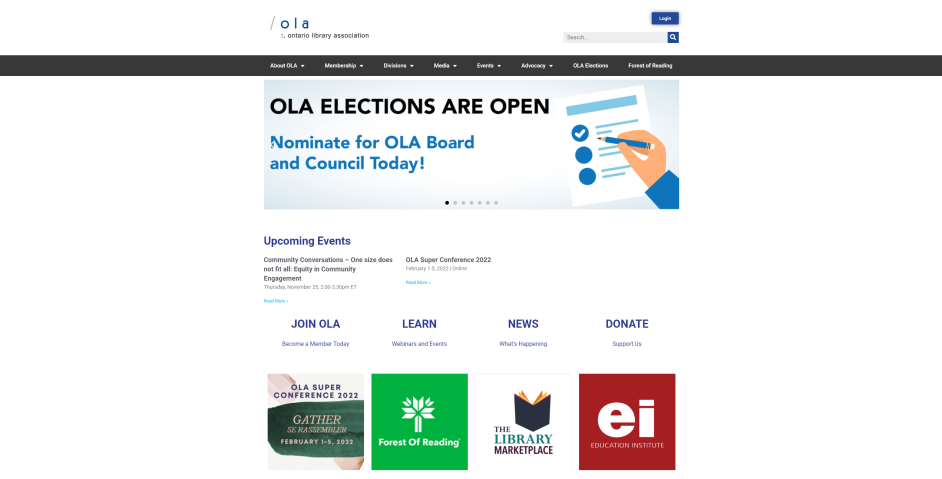 /ola
:. ontario library association
Login
Search...
About OLA
Membership
Divisions
Media
Events
Advocacy
OLA Elections
Forest of Reading
OLA ELECTIONS ARE OPEN
Nominate for OLA Board
and Council Today!
Upcoming Events
Community Conversations – One size does
not fit all: Equity in Community
Engagement
Thursday, November 25, 2:00-3:30pm ET
Read More »
OLA Super Conference 2022
February 1-5, 2022 | Online
Read More »
JOIN OLA
Become a Member Today
LEARN
Webinars and Events
NEWS
What's Happening
DONATE
Support Us
OLA SUPER
CONFERENCE 2022
GATHER
SE RASSEMBLER
FEBRUARY 1-5, 2022
Forest Of Reading
THE
LIBRARY
MARKETPLACE
ei
EDUCATION INSTITUTE